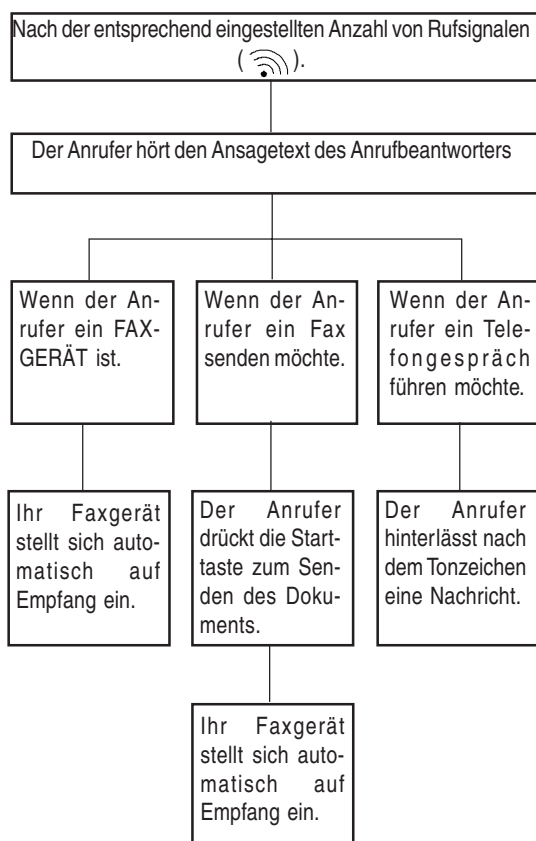 Nach der entsprechend eingestellten Anzahl von Rufsignalen
( ).
Der Anrufer hört den Ansagetext des Anrufbeantworters
Wenn der An-
rufer ein FAX-
GERÄT ist.
Wenn der An-
rufer ein Fax
senden möchte.
Wenn der An-
rufer ein Tele-
fongespräch
führen möchte.
Ihr Faxgerät
stellt sich auto-
matisch auf
Empfang ein.
Der Anrufer
drückt die Start-
taste zum Sen-
den des Doku-
ments.
Der Anrufer
hinterlässt nach
dem Tonzeichen
eine Nachricht.
Ihr Faxgerät
stellt sich auto-
matisch auf
Empfang ein.